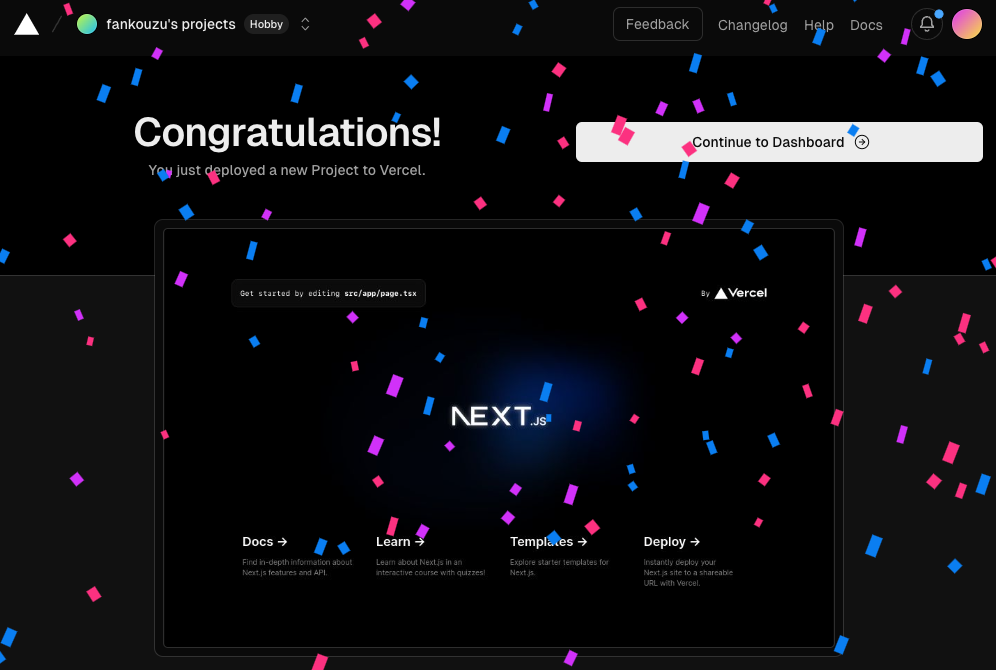 fankouzu's projects Hobby
Feedback
Changelog
Help
Docs
Congratulations!
You just deployed a new Project to Vercel.
Continue to Dashboard
Get started by editing src/app/page.tsx
By Vercel
NEXT.JS
Docs →
Find in-depth information about
Next.js features and API.
Learn →
Learn about Next.js in an
interactive course with quizzes!
Templates →
Explore starter templates for
Next.js.
Deploy →
Instantly deploy your
Next.js site to a shareable
URL with Vercel.